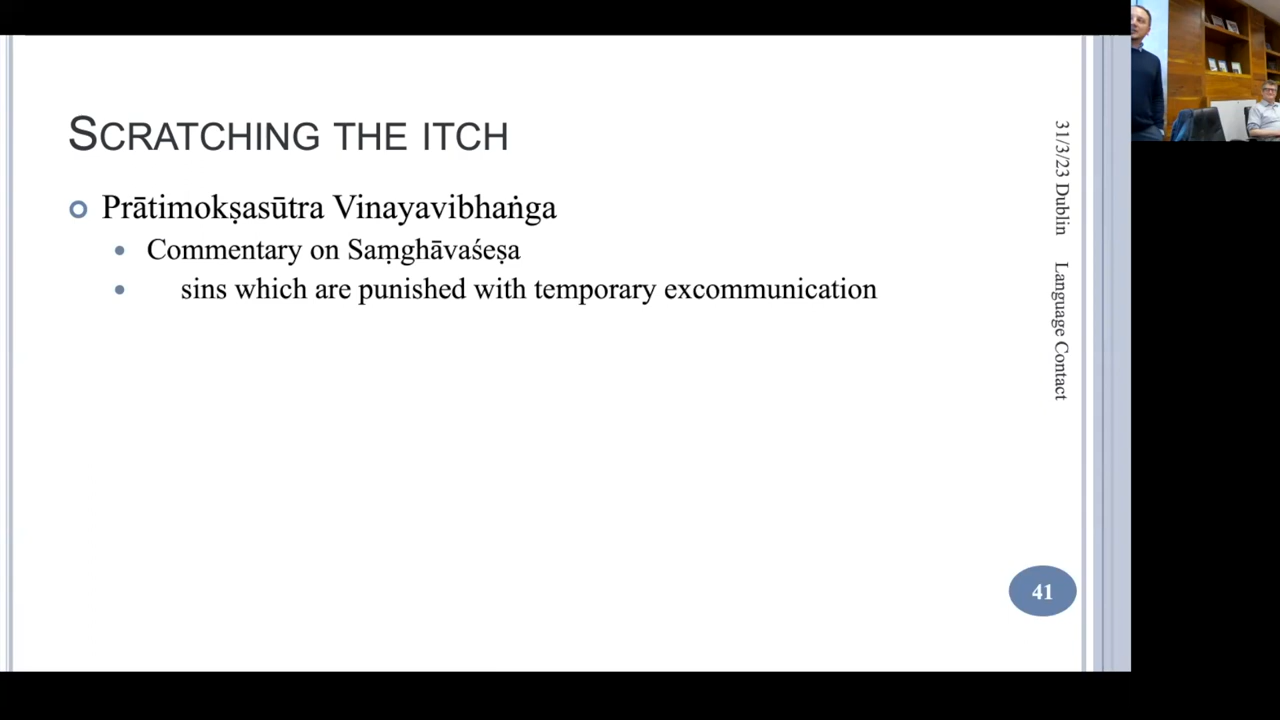 SCRATCHING THE ITCH
Prātimokṣasūtra Vinayavibhaṅga
Commentary on Saṃghāvaśeṣa
sins which are punished with temporary excommunication
31/3/23 Dublin Language Contact
41